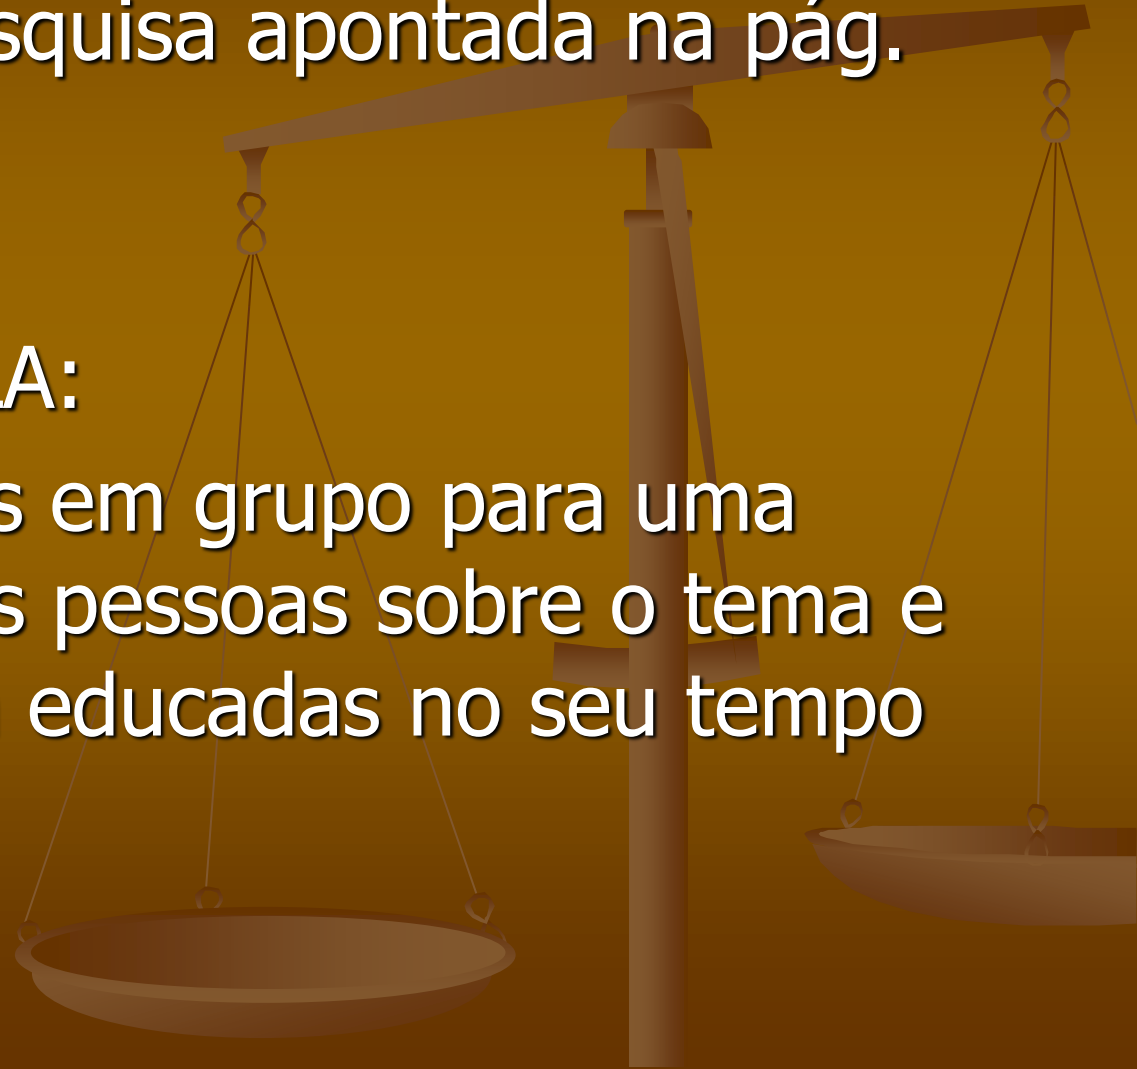 squisa apontada na pág.
A:
s em grupo para uma
s pessoas sobre o tema e
educadas no seu tempo